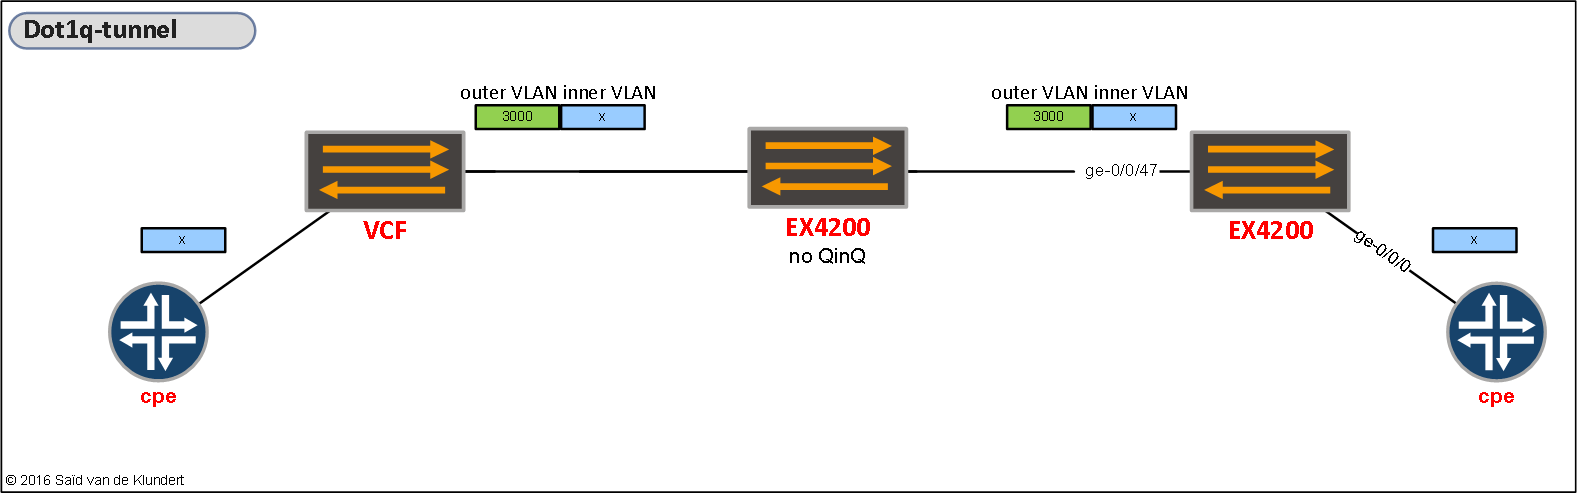 Dot1q-tunnel
outer VLAN inner VLAN
3000 x
outer VLAN inner VLAN
3000 x
ge-0/0/47
VCF
EX4200
no QinQ
EX4200
x
ge-0/0/0
x
cpe
cpe
© 2016 Saïd van de Klundert